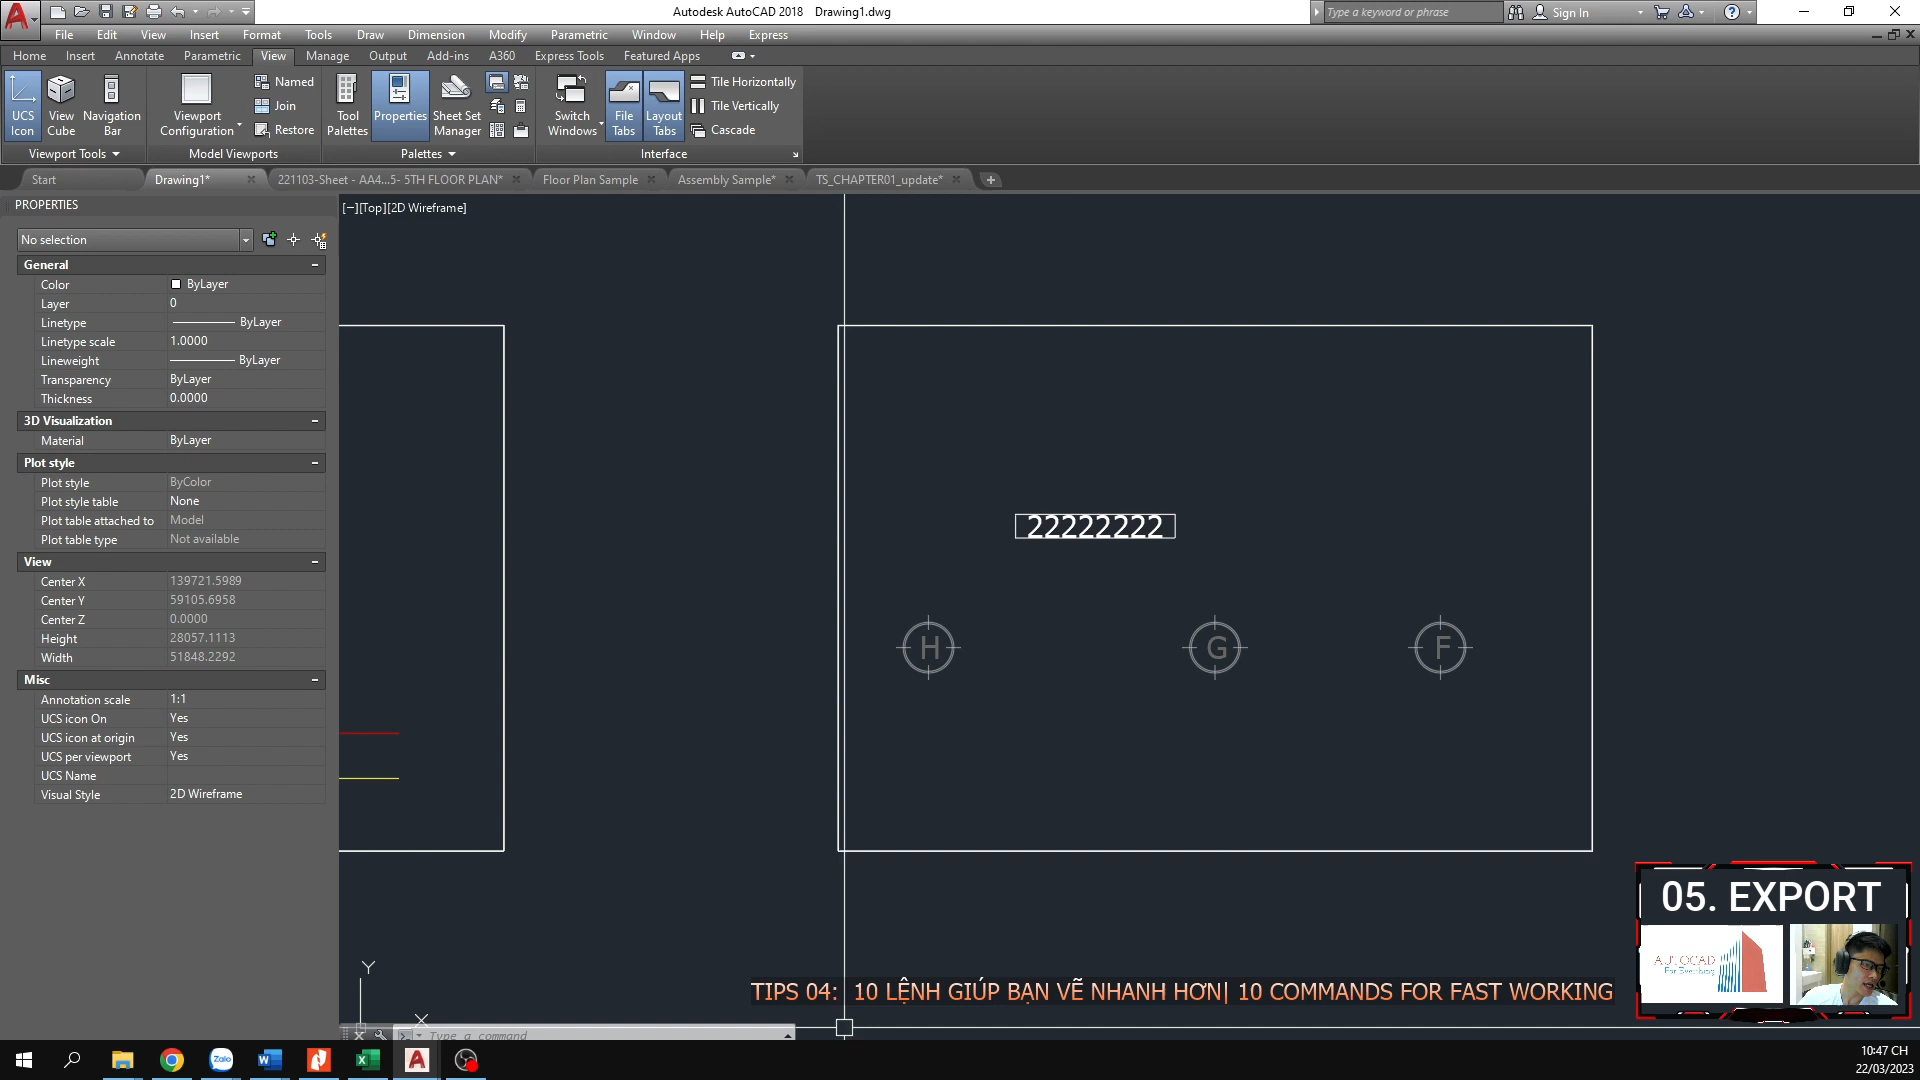 Autodesk AutoCAD 2018 Drawing1.dwg
Type a keyword or phrase
Sign In
File Edit View Insert Format Tools Draw Dimension Modify Parametric Window Help Express
Home Insert Annotate Parametric View Manage Output Add-ins A360 Express Tools Featured Apps
UCS Icon
View Cube
Navigation Bar
Viewport Configuration
Named
Join
Restore
Tool Palettes
Properties
Sheet Set Manager
Switch Windows
File Tabs
Layout Tabs
Tile Horizontally
Tile Vertically
Cascade
Viewport Tools Model Viewports Palettes Interface
Start Drawing1* 221103-Sheet - AA4...5- 5TH FLOOR PLAN* Floor Plan Sample Assembly Sample* TS_CHAPTER01_update*
PROPERTIES
[−][Top][2D Wireframe]
No selection
General
Color ByLayer
Layer 0
Linetype ByLayer
Linetype scale 1.0000
Lineweight ByLayer
Transparency ByLayer
Thickness 0.0000
3D Visualization
Material ByLayer
Plot style
Plot style ByColor
Plot style table None
Plot table attached to Model
Plot table type Not available
View
Center X 139721.5989
Center Y 59105.6958
Center Z 0.0000
Height 28057.1113
Width 51848.2292
Misc
Annotation scale 1:1
UCS icon On Yes
UCS icon at origin Yes
UCS per viewport Yes
UCS Name
Visual Style 2D Wireframe
22222222
H G F
Y
X
Type a command
05. EXPORT
AUTOCAD
For Everything
TIPS 04: 10 LỆNH GIÚP BẠN VẼ NHANH HƠN| 10 COMMANDS FOR FAST WORKING
Zalo
10:47 CH
22/03/2023